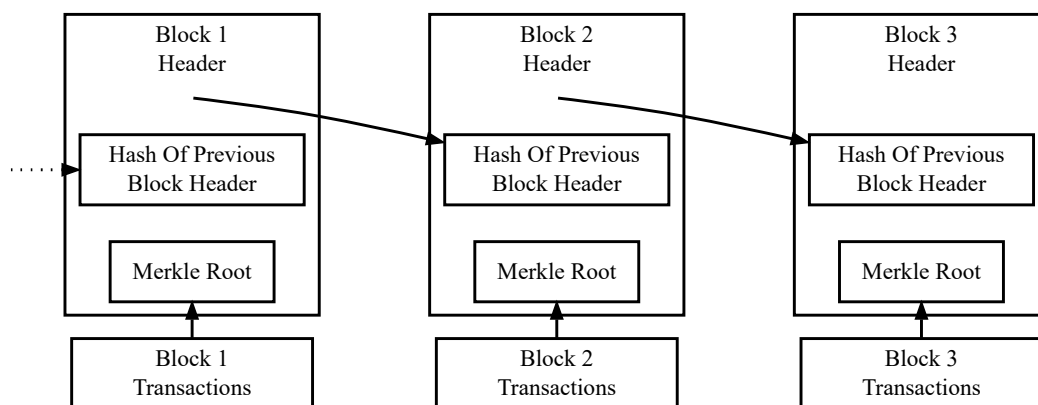 Block 1
Header
Hash Of Previous
Block Header
Merkle Root
Block 1
Transactions
Block 2
Header
Hash Of Previous
Block Header
Merkle Root
Block 2
Transactions
Block 3
Header
Hash Of Previous
Block Header
Merkle Root
Block 3
Transactions